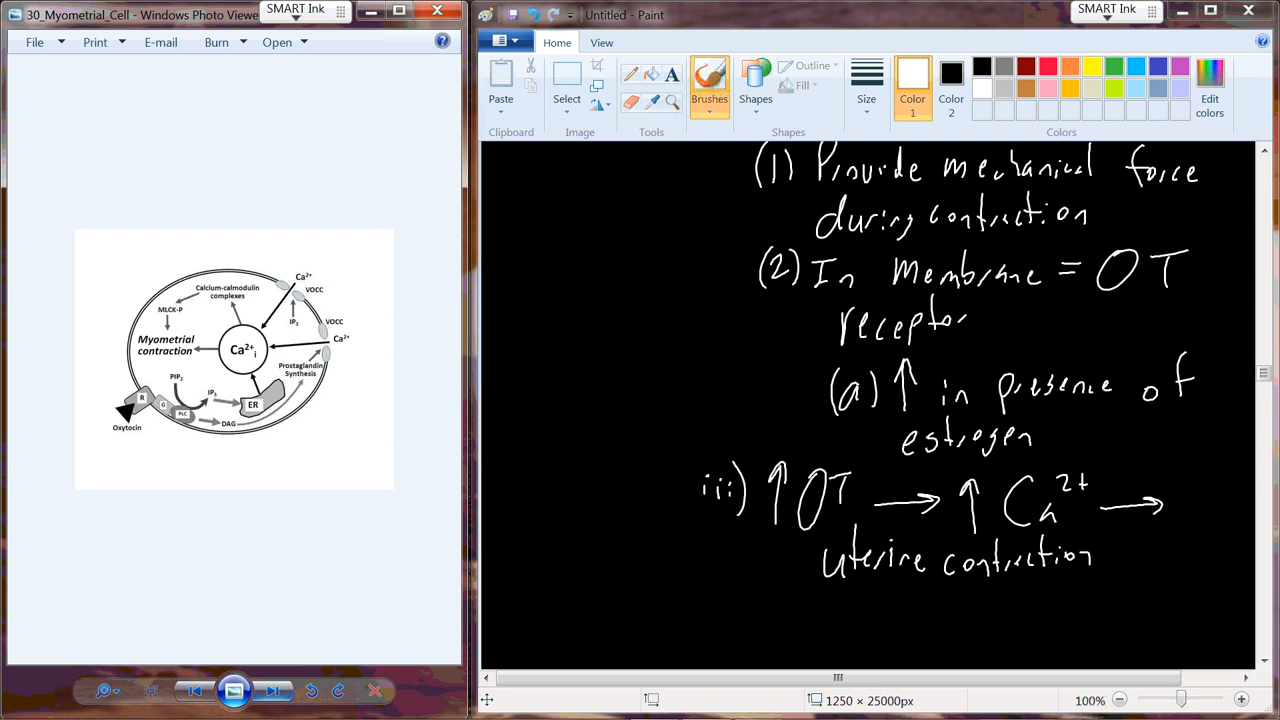 30_Myometrial_Cell - Windows Photo Viewe
SMART Ink
File
Print
E-mail
Burn
Open
Ca2+
VOCC
Calcium-calmodulin
complexes
MLCK-P
IP3
VOCC
Myometrial
contraction
Ca2+i
Ca2+
Prostaglandin
Synthesis
PIP2
IP3
ER
R
G
PLC
DAG
Oxytocin
Untitled - Paint
SMART Ink
Home
View
Paste
Select
Brushes
Shapes
Outline
Fill
Size
Color
1
Color
2
Edit
colors
Clipboard
Image
Tools
Shapes
Colors
(1) Provide mechanical force
during contraction
(2) In membrane = OT
receptor
(a) ↑ in presence of
estrogen
iii) ↑ OT → ↑ Ca2+ →
uterine contraction
1250 × 25000px
100%